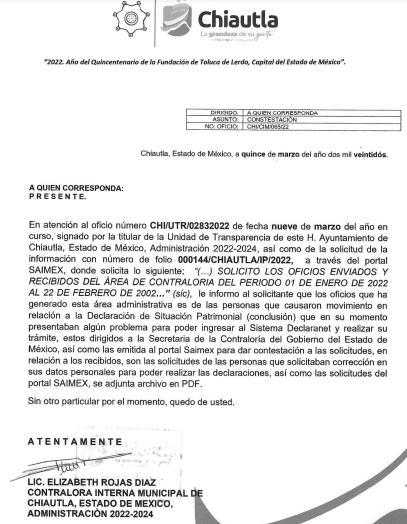 Chiautla
La grandeza de su gente
"2022. Año del Quincentenario de la Fundación de Toluca de Lerda, Capital del Estado de México".
DIRIGIDO: A QUIEN CORRESPONDA
ASUNTO: CONSTESTACIÓN
NO. OFICIO: CHI/CIM/065/22
Chiautla, Estado de México, a quince de marzo del año dos mil veintidós.
A QUIEN CORRESPONDA:
P R E S E N T E.
En atención al oficio número CHI/UTR/02832022 de fecha nueve de marzo del año en
curso, signado por la titular de la Unidad de Transparencia de este H. Ayuntamiento de
Chiautla, Estado de México, Administración 2022-2024, así como de la solicitud de la
información con número de folio 000144/CHIAUTLA/IP/2022, a través del portal
SAIMEX, donde solicita lo siguiente; "(...) SOLICITO LOS OFICIOS ENVIADOS Y
RECIBIDOS DEL ÁREA DE CONTRALORIA DEL PERIODO 01 DE ENERO DE 2022
AL 22 DE FEBRERO DE 2002..." (sic), le informo al solicitante que los oficios que ha
generado esta área administrativa es de las personas que causaron movimiento en
relación a la Declaración de Situación Patrimonial (conclusión) que en su momento
presentaban algún problema para poder ingresar al Sistema Declaranet y realizar su
trámite, estos dirigidos a la Secretaria de la Contraloría del Gobierno del Estado de
México, así como las emitida al portal Saimex para dar contestación a las solicitudes, en
relación a los recibidos, son las solicitudes de las personas que solicitaban corrección en
sus datos personales para poder realizar las declaraciones, así como las solicitudes del
portal SAIMEX, se adjunta archivo en PDF.
Sin otro particular por el momento, quedo de usted.
A T E N T A M E N T E
LIC. ELIZABETH ROJAS DIAZ
CONTRALORA INTERNA MUNICIPAL DE
CHIAUTLA, ESTADO DE MEXICO,
ADMINISTRACIÓN 2022-2024